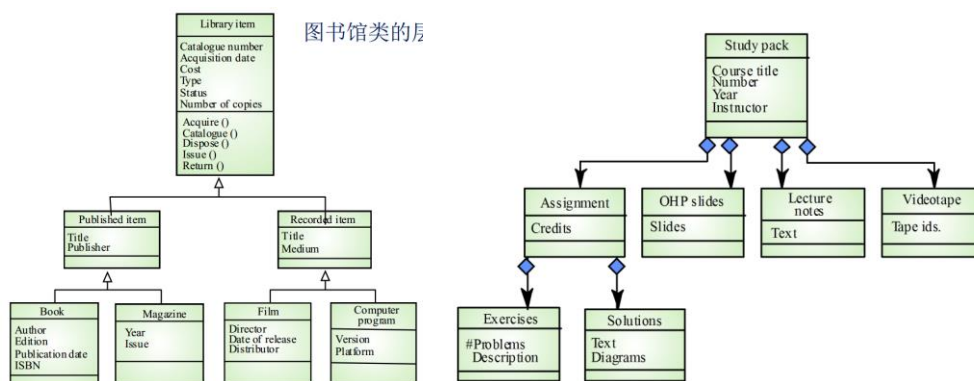 Library item
Catalogue number
Acquisition date
Cost
Type
Status
Number of copies
Acquire ()
Catalogue ()
Dispose ()
Issue ()
Return ()
图书馆类的层
Published item
Title
Publisher
Recorded item
Title
Medium
Book
Author
Edition
Publication date
ISBN
Magazine
Year
Issue
Film
Director
Date of release
Distributor
Computer
program
Version
Platform
Study pack
Course title
Number
Year
Instructor
Assignment
Credits
OHP slides
Slides
Lecture
notes
Text
Videotape
Tape ids.
Exercises
#Problems
Description
Solutions
Text
Diagrams